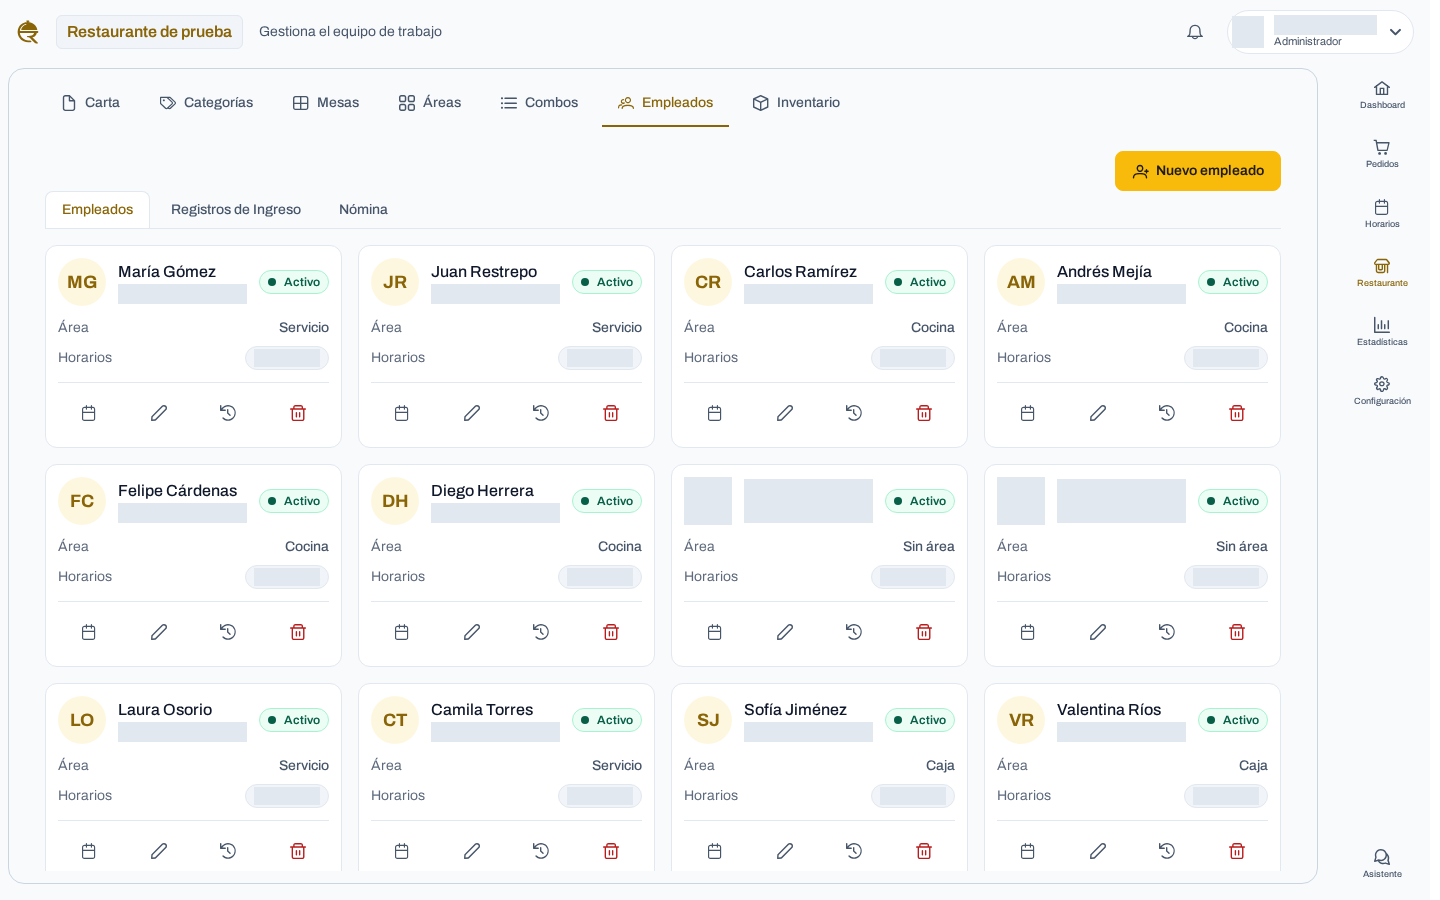 Restaurante de prueba
Gestiona el equipo de trabajo
Administrador
Carta
Categorías
Mesas
Áreas
Combos
Empleados
Inventario
Nuevo empleado
Empleados
Registros de Ingreso
Nómina
MG
María Gómez
Activo
Área
Servicio
Horarios
JR
Juan Restrepo
Activo
Área
Servicio
Horarios
CR
Carlos Ramírez
Activo
Área
Cocina
Horarios
AM
Andrés Mejía
Activo
Área
Cocina
Horarios
FC
Felipe Cárdenas
Activo
Área
Cocina
Horarios
DH
Diego Herrera
Activo
Área
Cocina
Horarios
Activo
Área
Sin área
Horarios
Activo
Área
Sin área
Horarios
LO
Laura Osorio
Activo
Área
Servicio
Horarios
CT
Camila Torres
Activo
Área
Servicio
Horarios
SJ
Sofía Jiménez
Activo
Área
Caja
Horarios
VR
Valentina Ríos
Activo
Área
Caja
Horarios
Dashboard
Pedidos
Horarios
Restaurante
Estadísticas
Configuración
Asistente